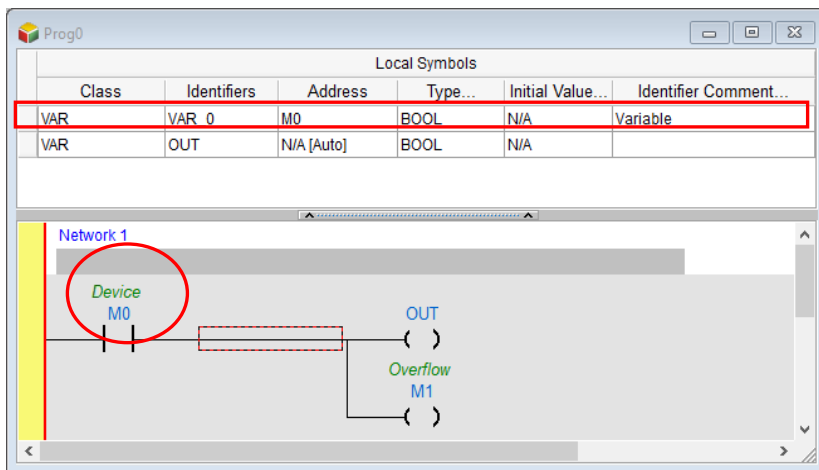 Prog0
Local Symbols
Class Identifiers Address Type... Initial Value... Identifier Comment...
VAR VAR_0 M0 BOOL N/A Variable
VAR OUT N/A [Auto] BOOL N/A
Network 1
Device
M0 OUT
Overflow
M1